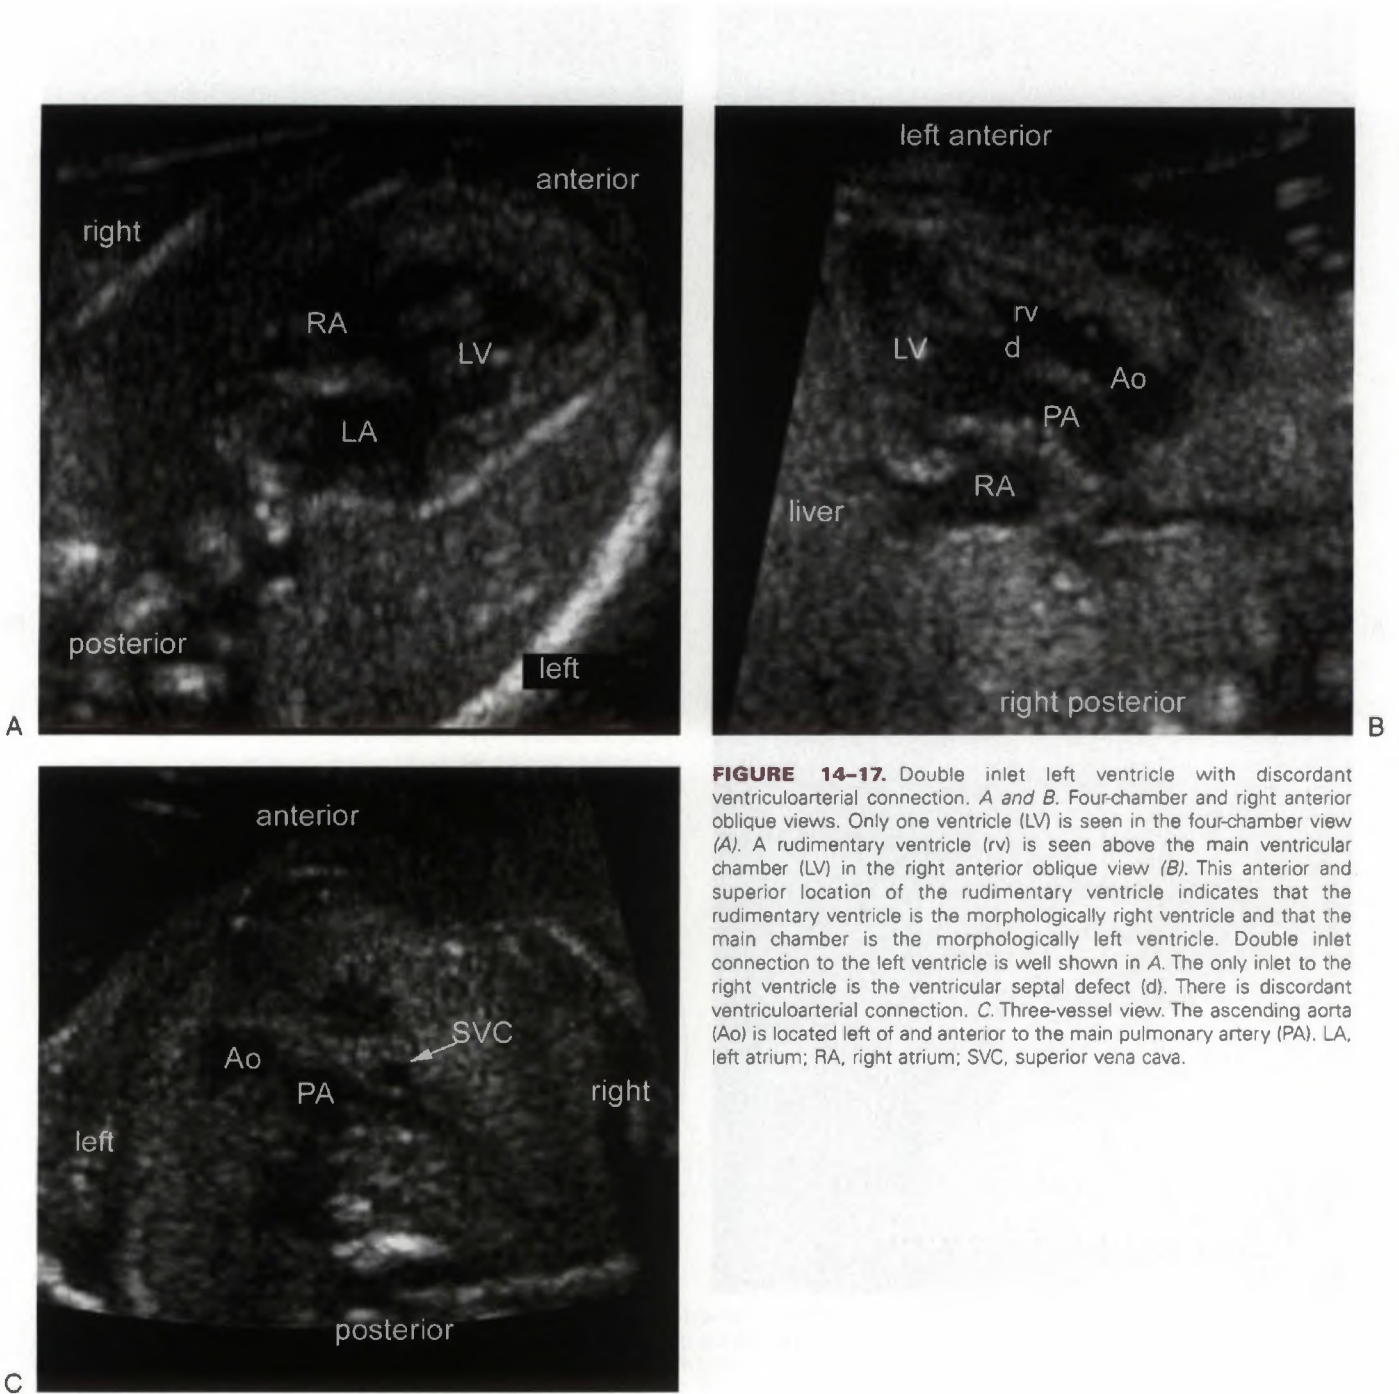 anterior
right
RA
LV
LA
posterior
left
A
left anterior
rv
LV
d
Ao
PA
RA
liver
right posterior
B
anterior
SVC
Ao
PA
right
left
posterior
C
FIGURE 14–17. Double inlet left ventricle with discordant
ventriculoarterial connection. A and B. Four-chamber and right anterior
oblique views. Only one ventricle (LV) is seen in the four-chamber view
(A). A rudimentary ventricle (rv) is seen above the main ventricular
chamber (LV) in the right anterior oblique view (B). This anterior and
superior location of the rudimentary ventricle indicates that the
rudimentary ventricle is the morphologically right ventricle and that the
main chamber is the morphologically left ventricle. Double inlet
connection to the left ventricle is well shown in A. The only inlet to the
right ventricle is the ventricular septal defect (d). There is discordant
ventriculoarterial connection. C. Three-vessel view. The ascending aorta
(Ao) is located left of and anterior to the main pulmonary artery (PA). LA,
left atrium; RA, right atrium; SVC, superior vena cava.